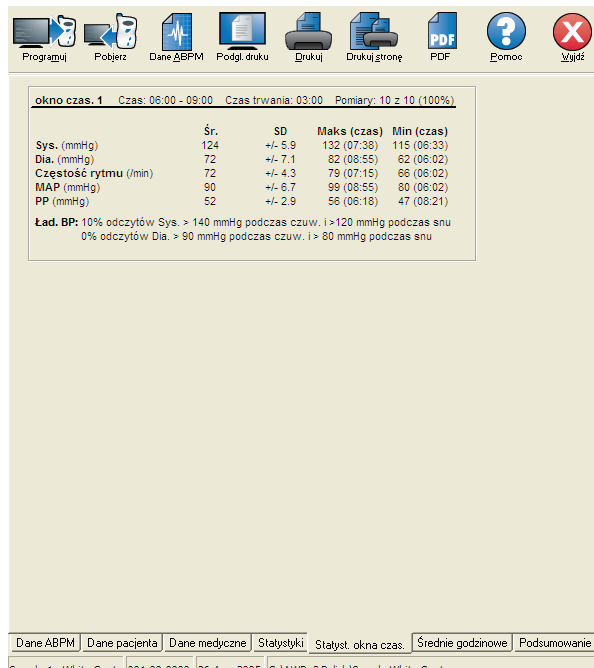 Programuj Pobierz Dane ABPM Podgl. druku Drukuj Drukuj stronę PDF Pomoc Wyjdź
okno czas. 1 Czas: 06:00 - 09:00 Czas trwania: 03:00 Pomiary: 10 z 10 (100%)
Śr. SD Maks (czas) Min (czas)
Sys. (mmHg) 124 +/- 5.9 132 (07:38) 115 (06:33)
Dia. (mmHg) 72 +/- 7.1 82 (08:55) 62 (06:02)
Częstość rytmu (/min) 72 +/- 4.3 79 (07:15) 66 (06:02)
MAP (mmHg) 90 +/- 6.7 99 (08:55) 80 (06:02)
PP (mmHg) 52 +/- 2.9 56 (06:18) 47 (08:21)
Ład. BP: 10% odczytów Sys. > 140 mmHg podczas czuw. i >120 mmHg podczas snu
0% odczytów Dia. > 90 mmHg podczas czuw. i > 80 mmHg podczas snu
Dane ABPM Dane pacjenta Dane medyczne Statystyki Statyst. okna czas. Średnie godzinowe Podsumowanie